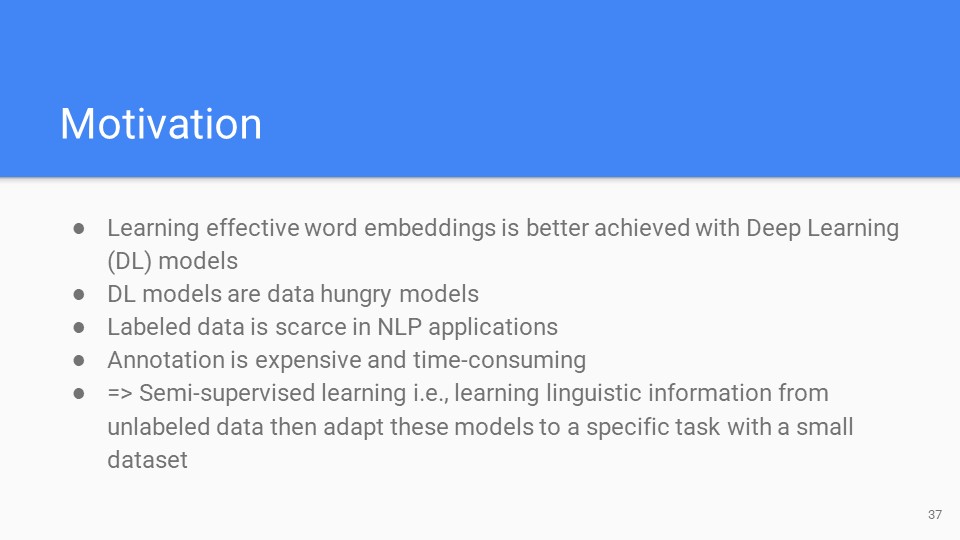 Motivation
● Learning effective word embeddings is better achieved with Deep Learning
(DL) models
● DL models are data hungry models
● Labeled data is scarce in NLP applications
● Annotation is expensive and time-consuming
● => Semi-supervised learning i.e., learning linguistic information from
unlabeled data then adapt these models to a specific task with a small
dataset
37